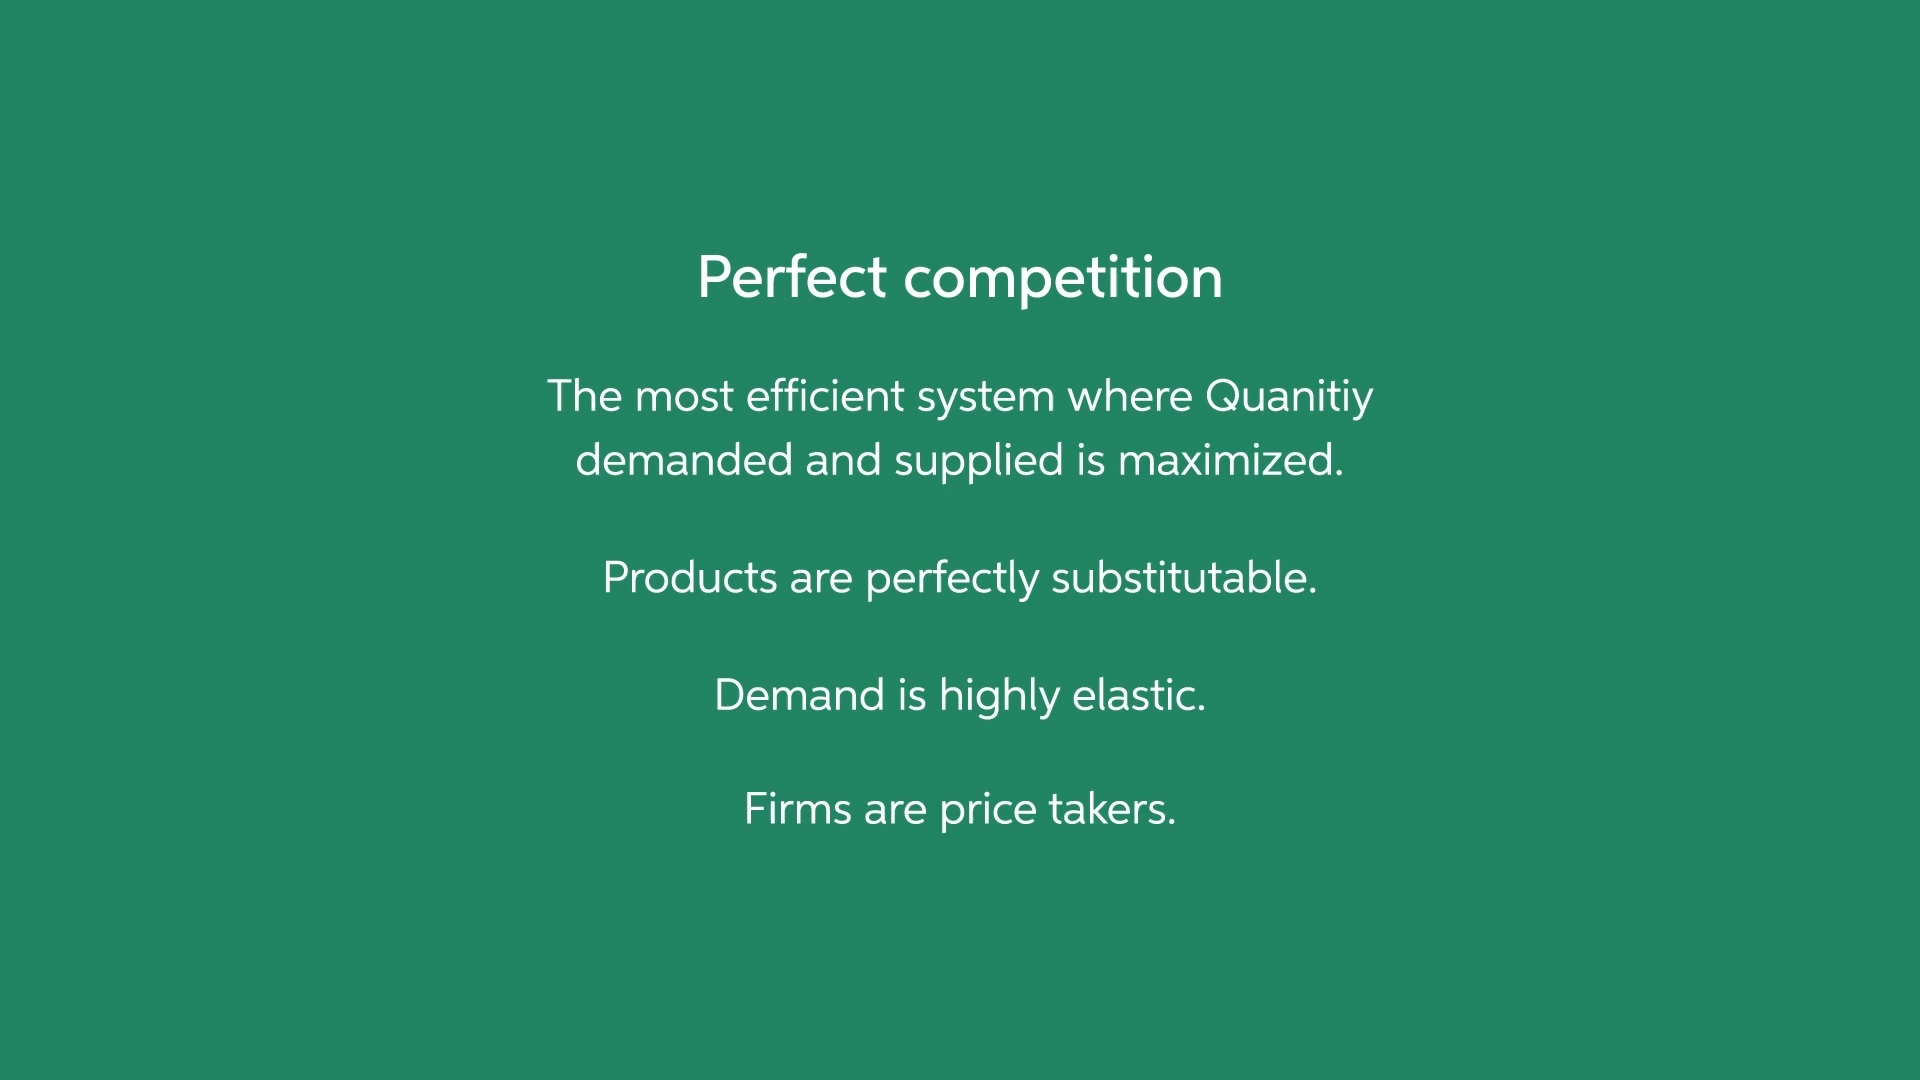 Perfect competition
The most efficient system where Quanitiy
demanded and supplied is maximized.
Products are perfectly substitutable.
Demand is highly elastic.
Firms are price takers.